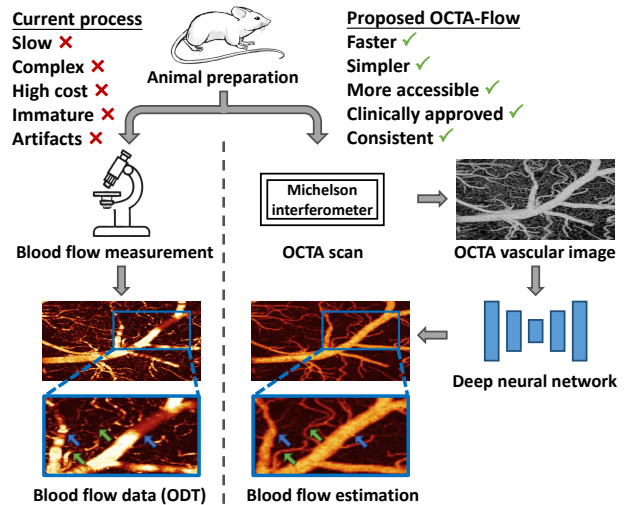 Current process
Slow ✗
Complex ✗
High cost ✗
Immature ✗
Artifacts ✗
Animal preparation
Proposed OCTA-Flow
Faster ✓
Simpler ✓
More accessible ✓
Clinically approved ✓
Consistent ✓
Michelson
interferometer
Blood flow measurement
OCTA scan
OCTA vascular image
Deep neural network
Blood flow data (ODT)
Blood flow estimation